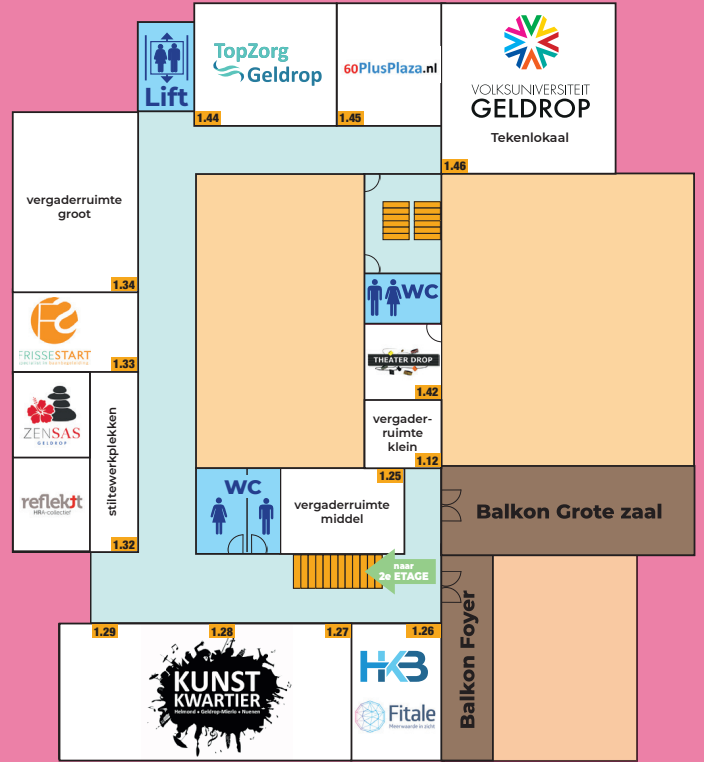 Lift
TopZorg
Geldrop
1.44
60PlusPlaza.nl
1.45
VOLKSUNIVERSITEIT
GELDROP
Tekenlokaal
1.46
vergaderruimte
groot
1.34
WC
FRISSESTART
1.33
THEATER DROP
1.42
ZENSAS
GELDROP
stiltewerkplekken
vergader-
ruimte
klein
1.12
reflekt
HRA-collectief
1.32
WC
1.25
vergaderruimte
middel
Balkon Grote zaal
naar
2e ETAGE
Balkon Foyer
1.29
1.28
1.27
1.26
KUNST
KWARTIER
Helmond • Geldrop-Mierlo • Nuenen
HKB
Fitale
Meerwaarde in zicht